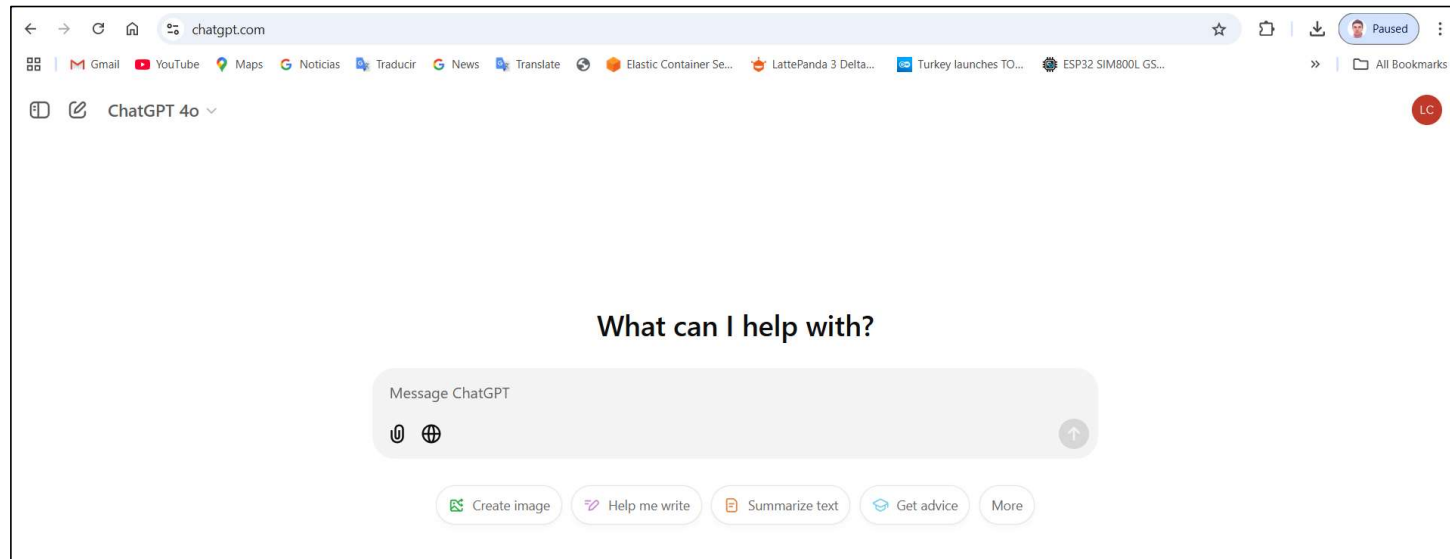 chatgpt.com Paused
Gmail YouTube Maps Noticias Traducir News Translate Elastic Container Se... LattePanda 3 Delta... Turkey launches TO... ESP32 SIM800L GS... » All Bookmarks
ChatGPT 4o LC
What can I help with?
Message ChatGPT
Create image Help me write Summarize text Get advice More